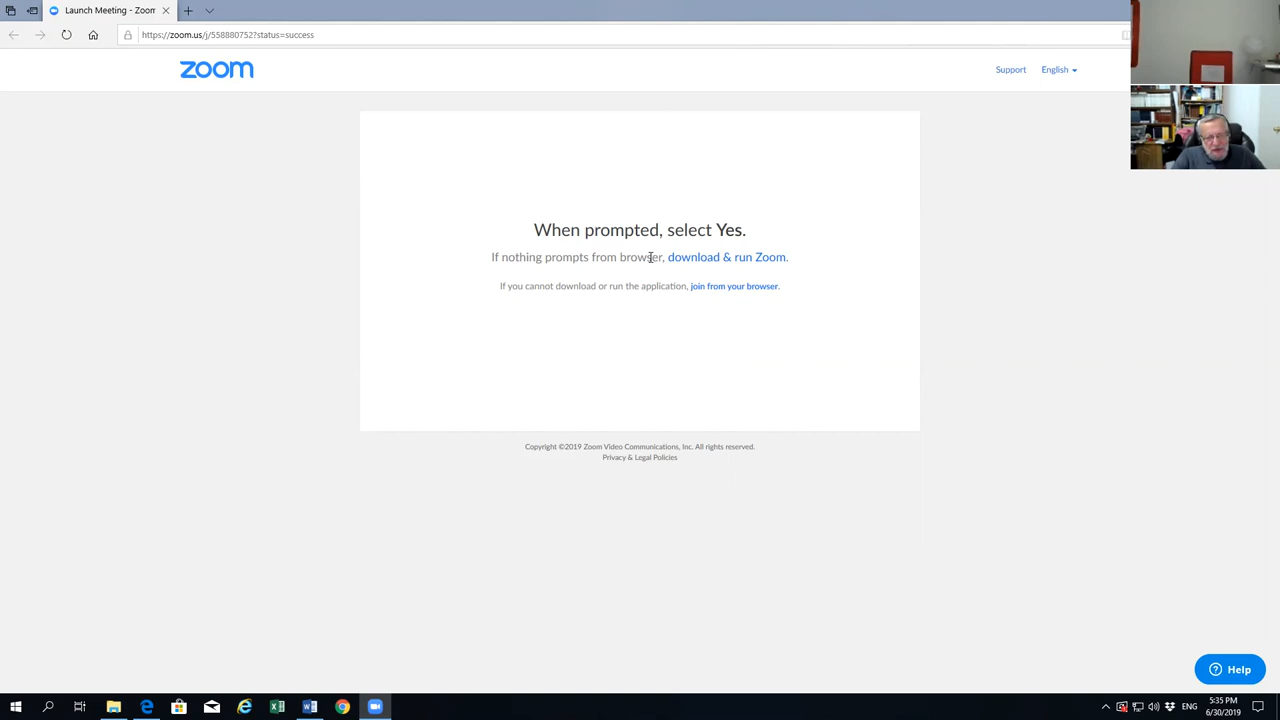 Launch Meeting - Zoom
https://zoom.us/j/558880752?status=success
zoom
Support
English
When prompted, select Yes.
If nothing prompts from browser, download & run Zoom.
If you cannot download or run the application, join from your browser.
Copyright ©2019 Zoom Video Communications, Inc. All rights reserved.
Privacy & Legal Policies
Help
ENG
5:35 PM
6/30/2019